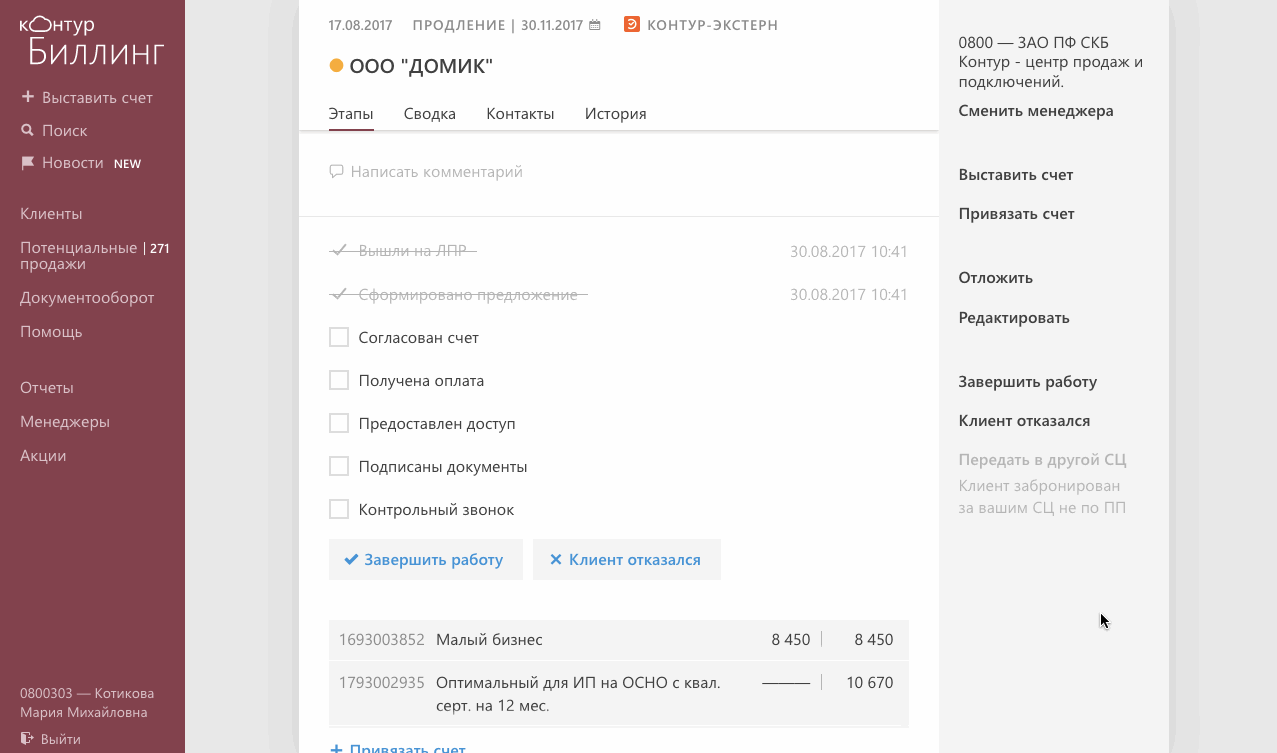 контур
Биллинг
Выставить счет
Поиск
Новости NEW
Клиенты
Потенциальные | 271
продажи
Документооборот
Помощь
Отчеты
Менеджеры
Акции
0800303 — Котикова
Мария Михайловна
Выйти
17.08.2017 ПРОДЛЕНИЕ | 30.11.2017 КОНТУР-ЭКСТЕРН
ООО "ДОМИК"
Этапы Сводка Контакты История
Написать комментарий
Вышли на ЛПР 30.08.2017 10:41
Сформировано предложение 30.08.2017 10:41
Согласован счет
Получена оплата
Предоставлен доступ
Подписаны документы
Контрольный звонок
Завершить работу Клиент отказался
1693003852 Малый бизнес 8 450 | 8 450
1793002935 Оптимальный для ИП на ОСНО с квал. ——— | 10 670
серт. на 12 мес.
+ Привязать счет
0800 — ЗАО ПФ СКБ
Контур - центр продаж и
подключений.
Сменить менеджера
Выставить счет
Привязать счет
Отложить
Редактировать
Завершить работу
Клиент отказался
Передать в другой СЦ
Клиент забронирован
за вашим СЦ не по ПП